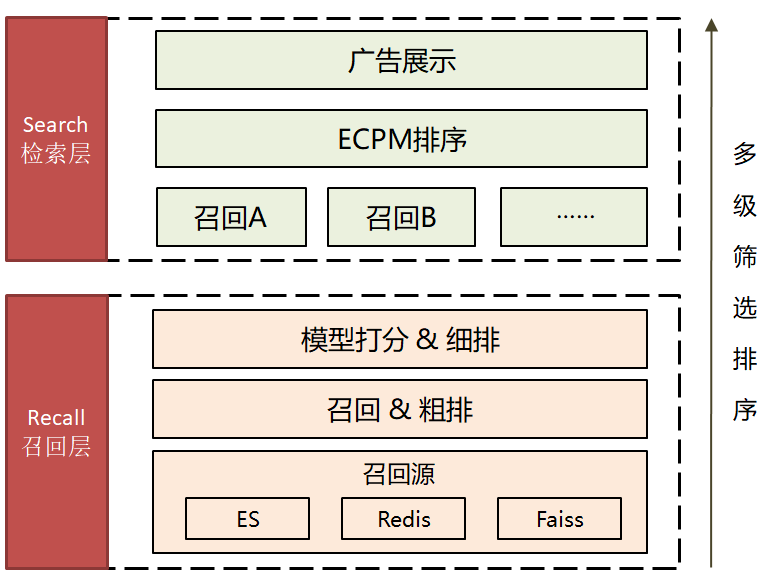 Search
检索层
广告展示
ECPM排序
召回A
召回B
······
Recall
召回层
模型打分 & 细排
召回 & 粗排
召回源
ES
Redis
Faiss
多级筛选排序